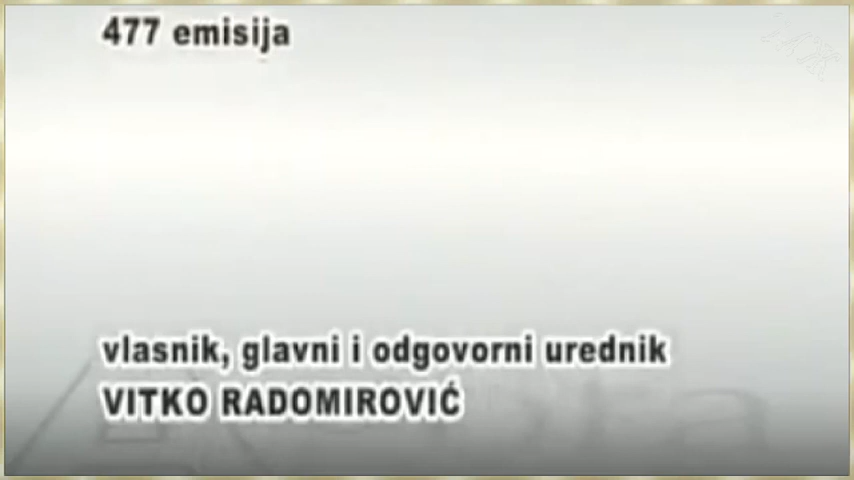 477 emisija
vlasnik, glavni i odgovorni urednik
VITKO RADOMIROVIĆ